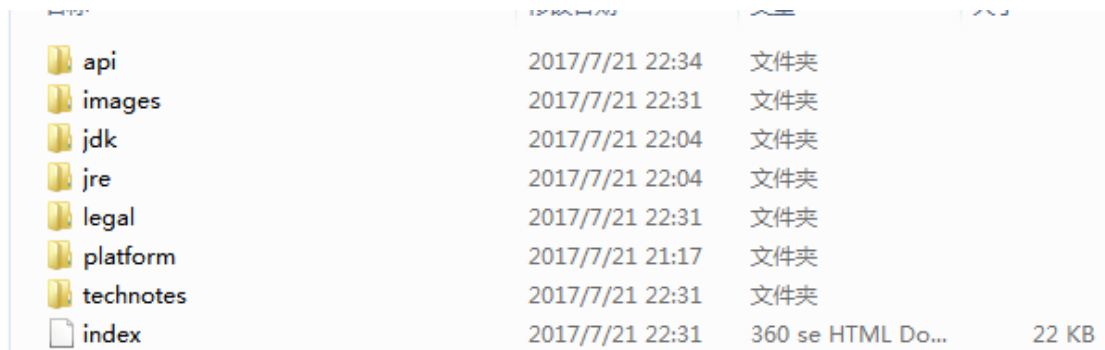 api 2017/7/21 22:34 文件夹
images 2017/7/21 22:31 文件夹
jdk 2017/7/21 22:04 文件夹
jre 2017/7/21 22:04 文件夹
legal 2017/7/21 22:31 文件夹
platform 2017/7/21 21:17 文件夹
technotes 2017/7/21 22:31 文件夹
index 2017/7/21 22:31 360 se HTML Do... 22 KB